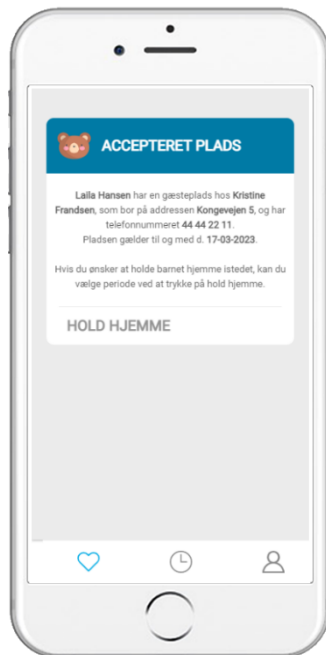 ACCEPTERET PLADS
Laila Hansen har en gæsteplads hos Kristine
Frandsen, som bor på addressen Kongevejen 5, og har
telefonnummeret 44 44 22 11.
Pladsen gælder til og med d. 17-03-2023.
Hvis du ønsker at holde barnet hjemme istedet, kan du
vælge periode ved at trykke på hold hjemme.
HOLD HJEMME